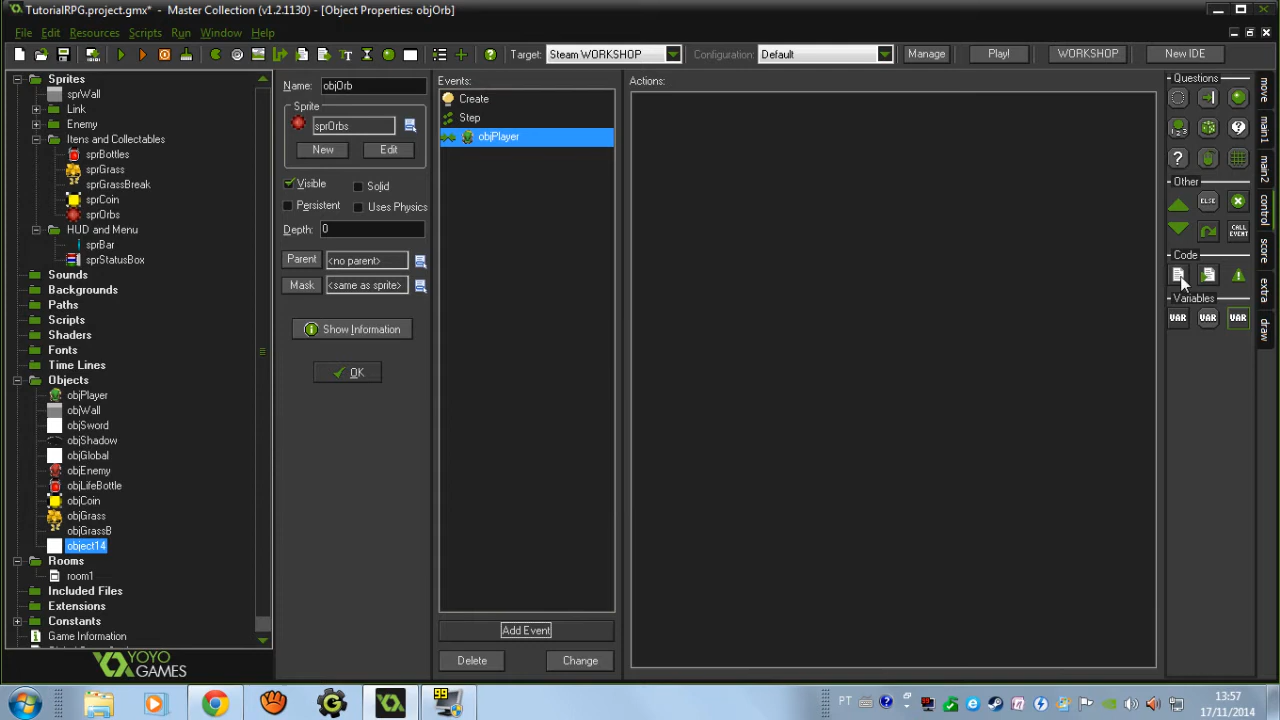 TutorialRPG.project.gmx* - Master Collection (v1.2.1130) - [Object Properties: objOrb]
File Edit Resources Scripts Run Window Help
Target: Steam WORKSHOP Configuration: Default Manage Play! WORKSHOP New IDE
Sprites
sprWall
Link
Enemy
Itens and Collectables
sprBottles
sprGrass
sprGrassBreak
sprCoin
sprOrbs
HUD and Menu
sprBar
sprStatusBox
Sounds
Backgrounds
Paths
Scripts
Shaders
Fonts
Time Lines
Objects
objPlayer
objWall
objSword
objShadow
objGlobal
objEnemy
objLifeBottle
objCoin
objGrass
objGrassB
object14
Rooms
room1
Included Files
Extensions
Constants
Game Information
YOYO
GAMES
Name: objOrb
Sprite
sprOrbs
New Edit
Visible Solid
Persistent Uses Physics
Depth: 0
Parent <no parent>
Mask <same as sprite>
Show Information
OK
Events:
Create
Step
objPlayer
Add Event
Delete Change
Actions:
Questions
Other
ELSE
CALL EVENT
Code
Variables
VAR VAR VAR
move
main1
main2
control
score
extra
draw
99
PT
13:57
17/11/2014